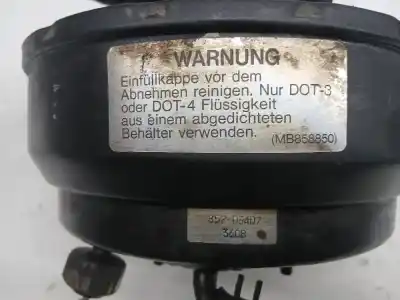 WARNUNG
Einfüllkappe vor dem
Abnehmen reinigen. Nur DOT-3
oder DOT-4 Flüssigkeit
aus einem abgedichteten
Behälter verwenden.
(MB858850)
360B